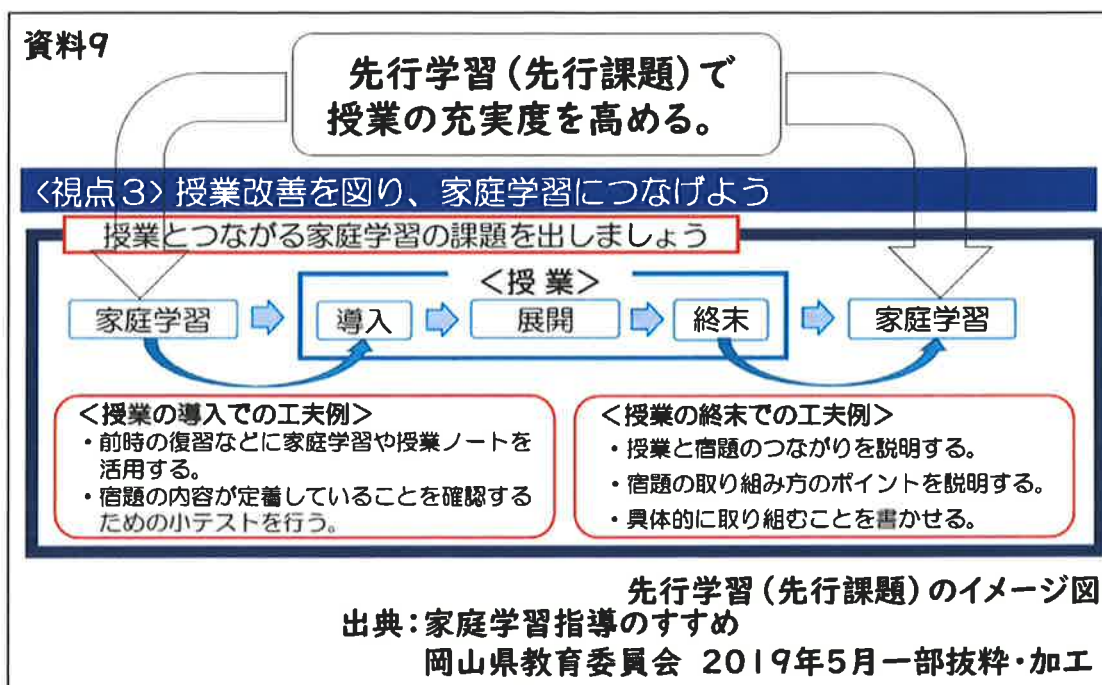 資料9
先行学習(先行課題)で
授業の充実度を高める。
<視点3> 授業改善を図り、家庭学習につなげよう
授業とつながる家庭学習の課題を出しましょう
<授業>
家庭学習
導入
展開
終末
家庭学習
<授業の導入での工夫例>
・前時の復習などに家庭学習や授業ノートを
活用する。
・宿題の内容が定着していることを確認する
ための小テストを行う。
<授業の終末での工夫例>
・授業と宿題のつながりを説明する。
・宿題の取り組み方のポイントを説明する。
・具体的に取り組むことを書かせる。
先行学習(先行課題)のイメージ図
出典:家庭学習指導のすすめ
岡山県教育委員会 2019年5月一部抜粋・加工